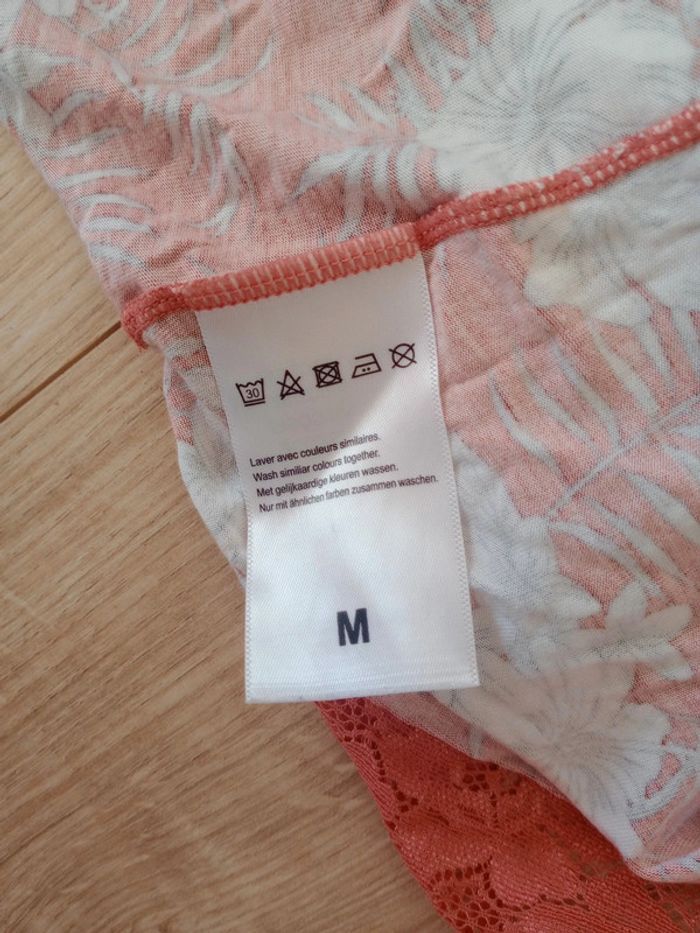 30
Laver avec couleurs similaires.
Wash similiar colours together.
Met gelijkaardige kleuren wassen.
Nur mit ähnlichen farben zusammen waschen.
M